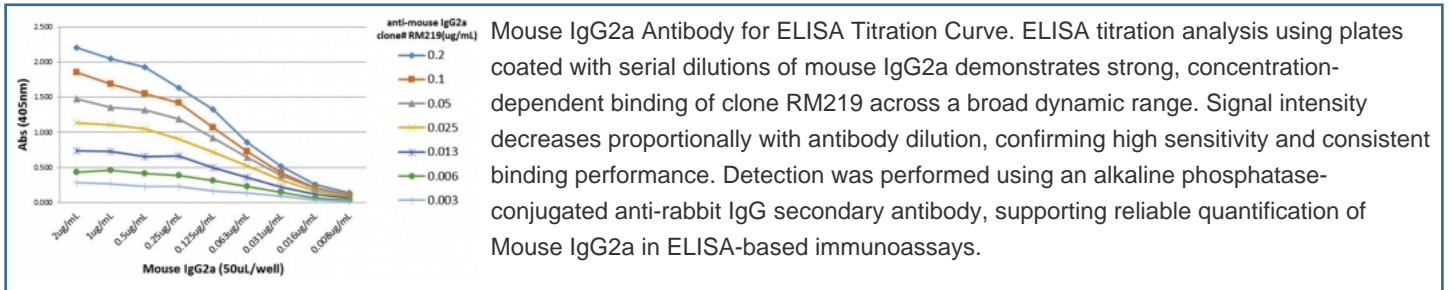 anti-mouse IgG2a
clone# RM219(ug/mL)
2.500
2.000
1.500
1.000
0.500
0.000
Abs (405nm)
0.2
0.1
0.05
0.025
0.013
0.006
0.003
2ug/mL
1ug/mL
0.5ug/mL
0.25ug/mL
0.125ug/mL
0.063ug/mL
0.031ug/mL
0.016ug/mL
0.008ug/mL
Mouse IgG2a (50uL/well)
Mouse IgG2a Antibody for ELISA Titration Curve. ELISA titration analysis using plates
coated with serial dilutions of mouse IgG2a demonstrates strong, concentration-
dependent binding of clone RM219 across a broad dynamic range. Signal intensity
decreases proportionally with antibody dilution, confirming high sensitivity and consistent
binding performance. Detection was performed using an alkaline phosphatase-
conjugated anti-rabbit IgG secondary antibody, supporting reliable quantification of
Mouse IgG2a in ELISA-based immunoassays.